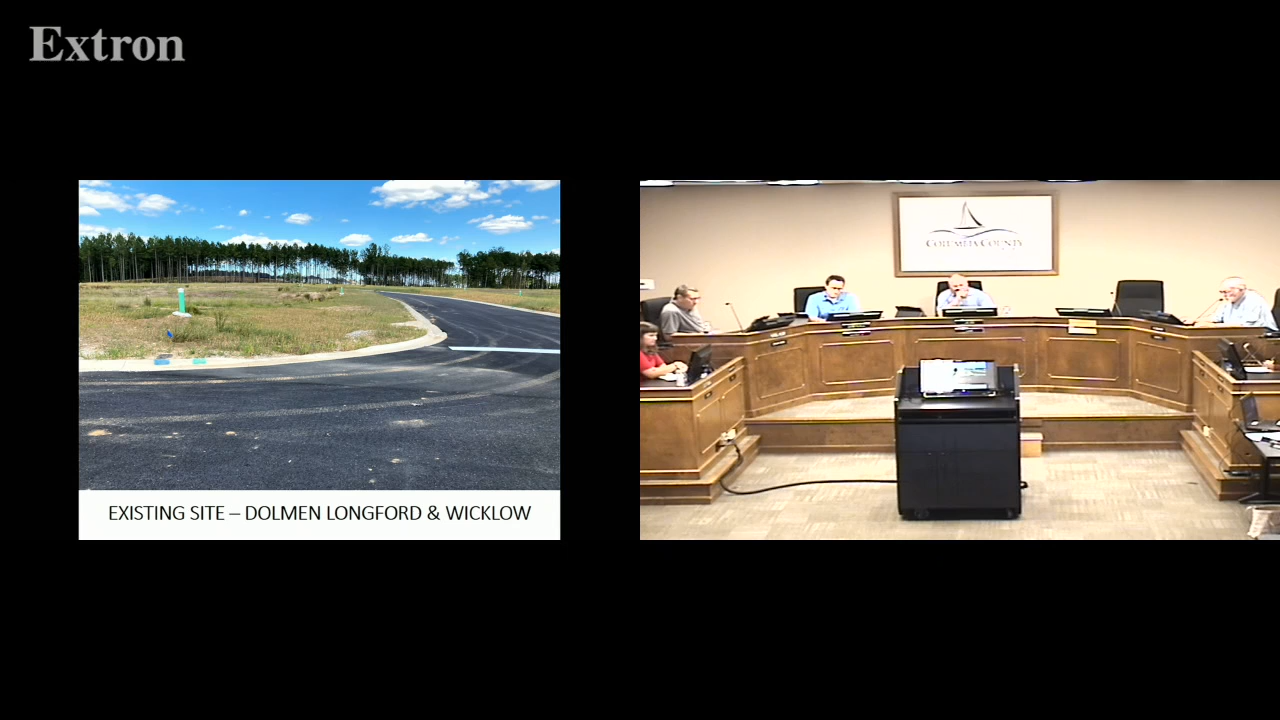 Extron
EXISTING SITE – DOLMEN LONGFORD & WICKLOW
COLUMBIA COUNTY